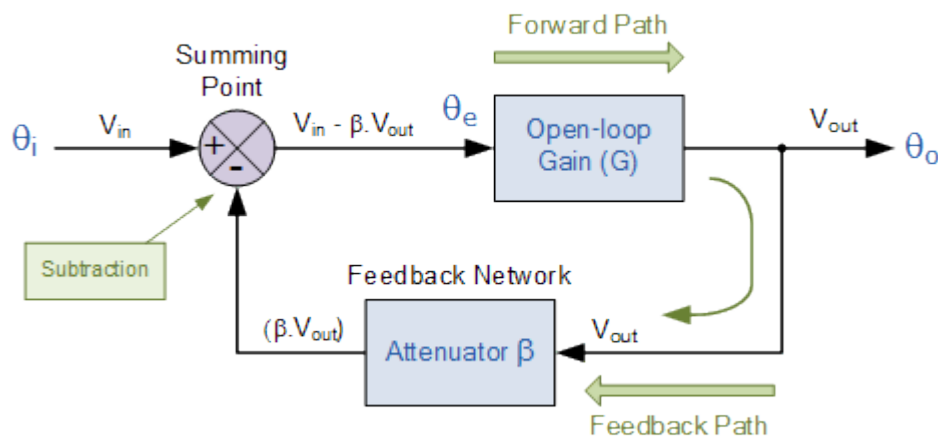 Forward Path
Summing
Point
θi
Vin
+
-
Vin - β.Vout
θe
Open-loop
Gain (G)
Vout
θo
Subtraction
Feedback Network
(β.Vout)
Attenuator β
Vout
Feedback Path